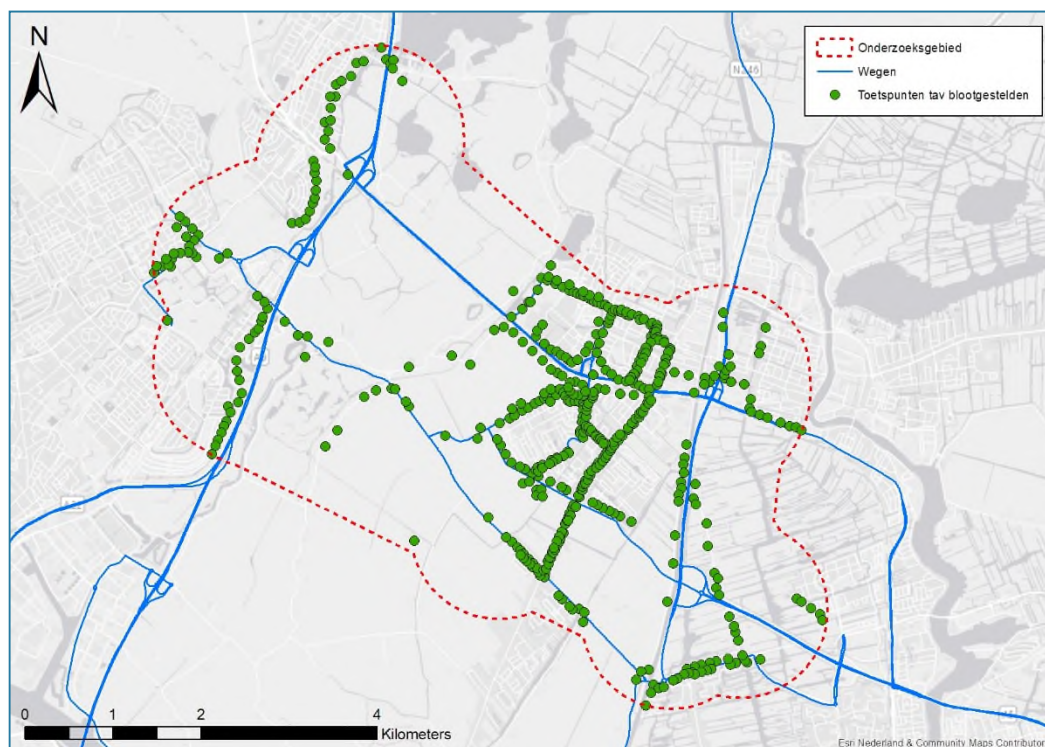 N
Onderzoeksgebied
Wegen
Toetspunten tav blootgestelden
N246
0 1 2 4
Kilometers
Esri Nederland & Community Maps Contributor